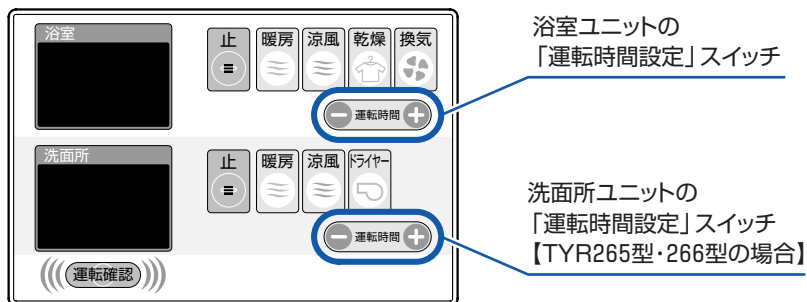 浴室
止 暖房 涼風 乾燥 換気
運転時間
洗面所
止 暖房 涼風 ドライヤー
運転時間
運転確認
浴室ユニットの
「運転時間設定」スイッチ
洗面所ユニットの
「運転時間設定」スイッチ
【TYR265型・266型の場合】